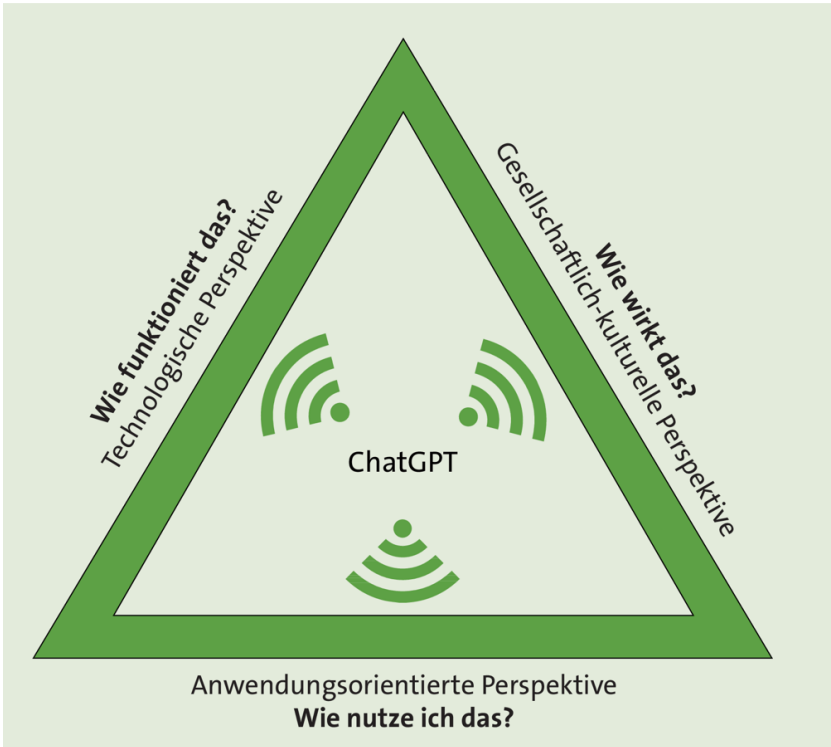 Wie funktioniert das?
Technologische Perspektive
Gesellschaftlich-kulturelle Perspektive
Wie wirkt das?
ChatGPT
Anwendungsorientierte Perspektive
Wie nutze ich das?